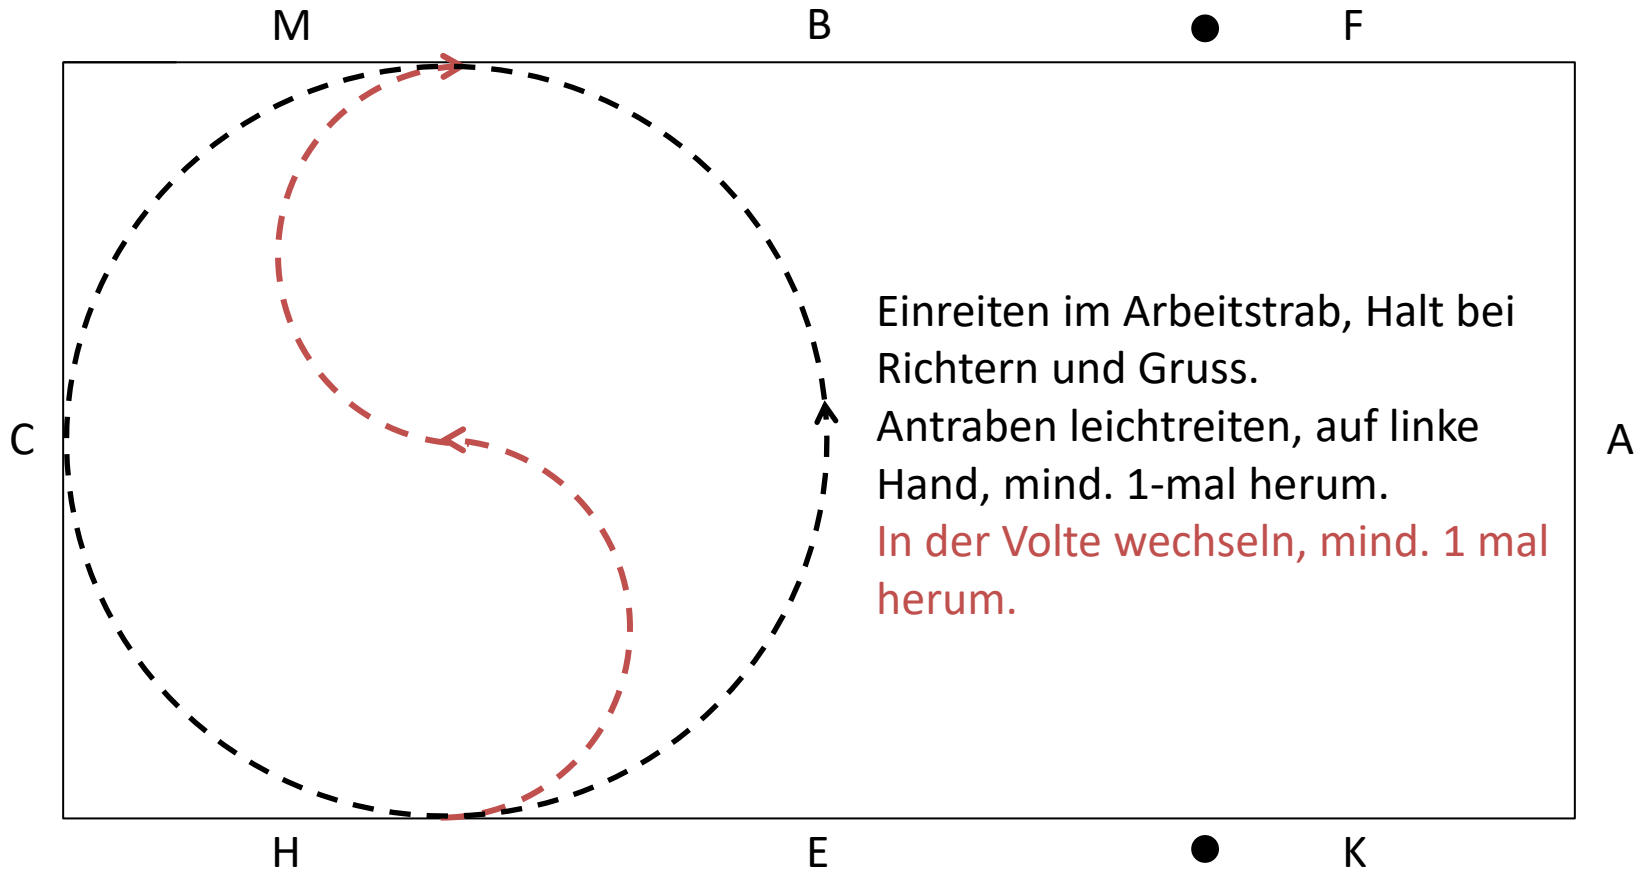 M B F
Einreiten im Arbeitstrab, Halt bei
Richtern und Gruss.
Antraben leichtreiten, auf linke
C A
Hand, mind. 1-mal herum.
In der Volte wechseln, mind. 1 mal
herum.
H E K